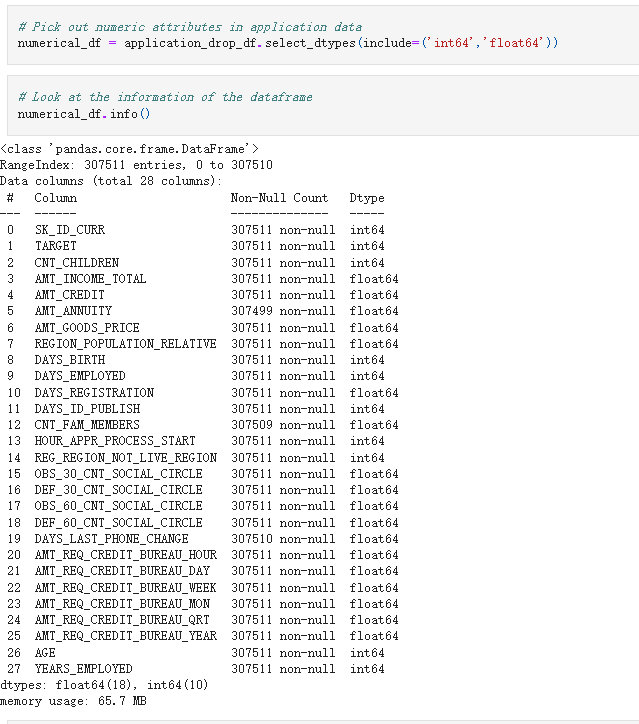 # Pick out numeric attributes in application data
numerical_df = application_drop_df.select_dtypes(include=('int64','float64'))
# Look at the information of the dataframe
numerical_df.info()
<class 'pandas.core.frame.DataFrame'>
RangeIndex: 307511 entries, 0 to 307510
Data columns (total 28 columns):
 #   Column                       Non-Null Count   Dtype
---  ------                       --------------   -----
 0   SK_ID_CURR                   307511 non-null  int64
 1   TARGET                       307511 non-null  int64
 2   CNT_CHILDREN                 307511 non-null  int64
 3   AMT_INCOME_TOTAL             307511 non-null  float64
 4   AMT_CREDIT                   307511 non-null  float64
 5   AMT_ANNUITY                  307499 non-null  float64
 6   AMT_GOODS_PRICE              307511 non-null  float64
 7   REGION_POPULATION_RELATIVE   307511 non-null  float64
 8   DAYS_BIRTH                   307511 non-null  int64
 9   DAYS_EMPLOYED                307511 non-null  int64
 10  DAYS_REGISTRATION            307511 non-null  float64
 11  DAYS_ID_PUBLISH              307511 non-null  int64
 12  CNT_FAM_MEMBERS              307509 non-null  float64
 13  HOUR_APPR_PROCESS_START      307511 non-null  int64
 14  REG_REGION_NOT_LIVE_REGION   307511 non-null  int64
 15  OBS_30_CNT_SOCIAL_CIRCLE     307511 non-null  float64
 16  DEF_30_CNT_SOCIAL_CIRCLE     307511 non-null  float64
 17  OBS_60_CNT_SOCIAL_CIRCLE     307511 non-null  float64
 18  DEF_60_CNT_SOCIAL_CIRCLE     307511 non-null  float64
 19  DAYS_LAST_PHONE_CHANGE       307510 non-null  float64
 20  AMT_REQ_CREDIT_BUREAU_HOUR   307511 non-null  float64
 21  AMT_REQ_CREDIT_BUREAU_DAY    307511 non-null  float64
 22  AMT_REQ_CREDIT_BUREAU_WEEK   307511 non-null  float64
 23  AMT_REQ_CREDIT_BUREAU_MON    307511 non-null  float64
 24  AMT_REQ_CREDIT_BUREAU_QRT    307511 non-null  float64
 25  AMT_REQ_CREDIT_BUREAU_YEAR   307511 non-null  float64
 26  AGE                          307511 non-null  int64
 27  YEARS_EMPLOYED               307511 non-null  int64
dtypes: float64(18), int64(10)
memory usage: 65.7 MB